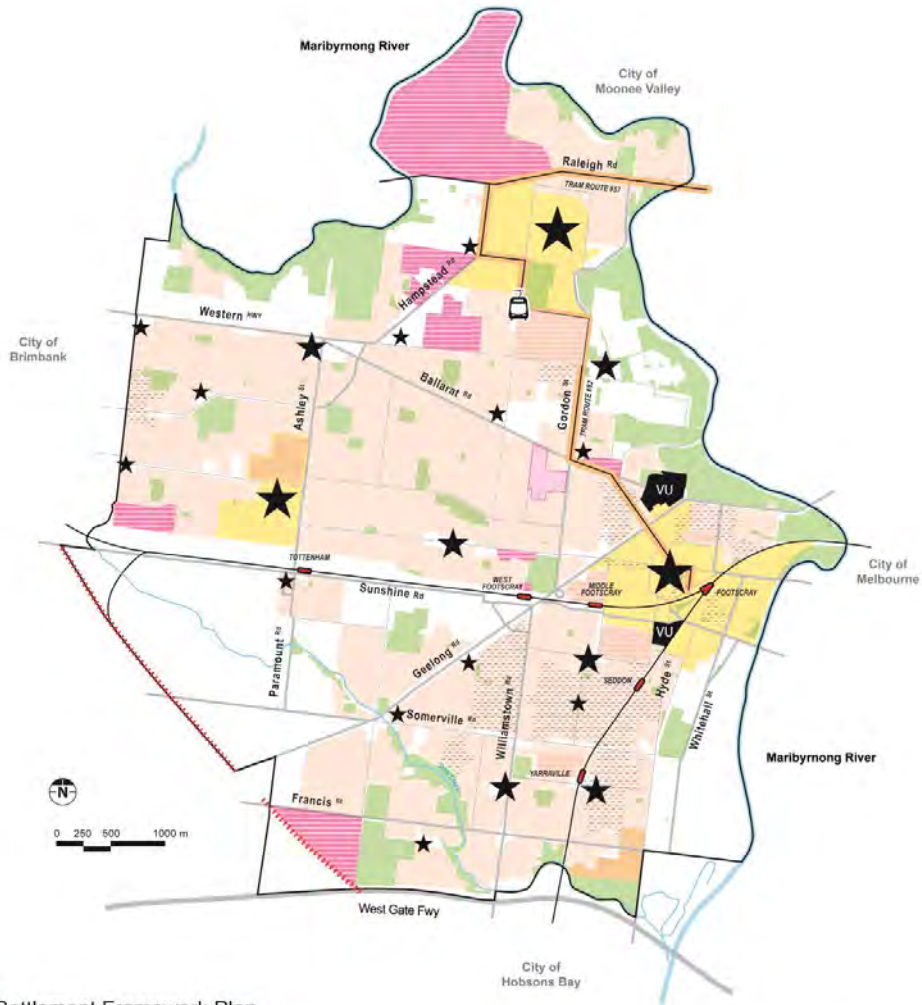 Maribyrnong River
City of
Moonee Valley
Raleigh Rd
TRAM ROUTE #57
Hampstead Rd
Western HWY
City of
Brimbank
Ashley St
Ballarat Rd
Gordon St
TRAM ROUTE #82
VU
City of
Melbourne
TOTTENHAM
WEST
FOOTSCRAY
MIDDLE
FOOTSCRAY
FOOTSCRAY
Sunshine Rd
VU
Paramount Rd
Geelong Rd
SEDDON
Hyde St
Whitehall St
Somerville Rd
Williamstown Rd
Maribyrnong River
YARRAVILLE
N
Francis St
0 250 500 1000 m
West Gate Fwy
City of
Hobsons Bay